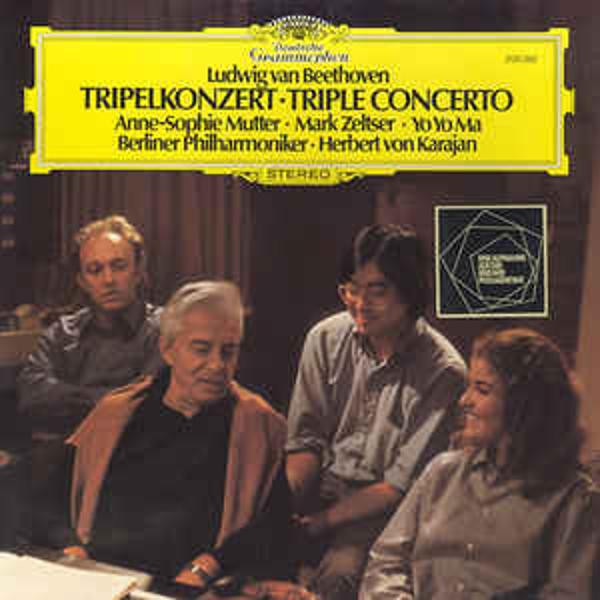 Deutsche
Grammophon
Ludwig van Beethoven
TRIPELKONZERT · TRIPLE CONCERTO
Anne-Sophie Mutter · Mark Zeltser · Yo Yo Ma
Berliner Philharmoniker · Herbert von Karajan
STEREO